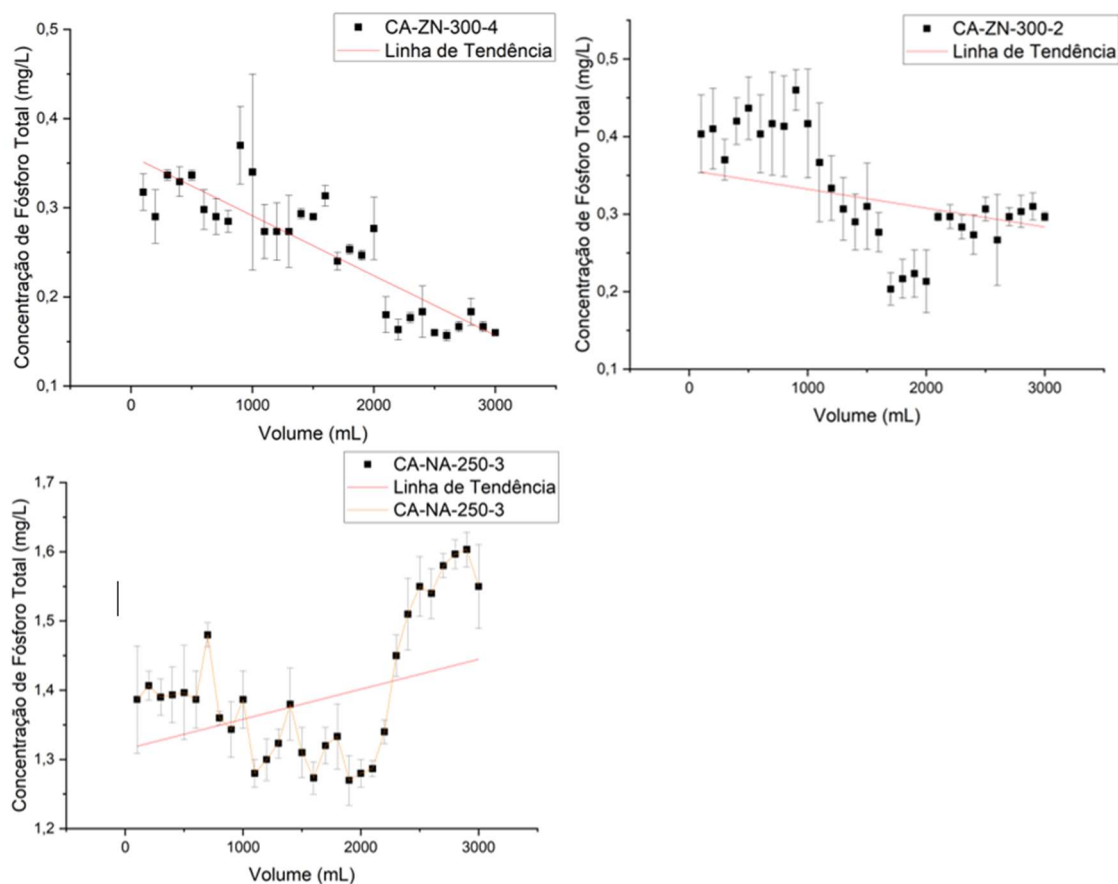 CA-ZN-300-4
Linha de Tendência
Concentração de Fósforo Total (mg/L)
0,5
0,4
0,3
0,2
0,1
0
1000
2000
3000
Volume (mL)
CA-ZN-300-2
Linha de Tendência
Concentração de Fósforo Total (mg/L)
0,5
0,4
0,3
0,2
0,1
0
1000
2000
3000
Volume (mL)
CA-NA-250-3
Linha de Tendência
CA-NA-250-3
Concentração de Fósforo Total (mg/L)
1,7
1,6
1,5
1,4
1,3
1,2
0
1000
2000
3000
Volume (mL)